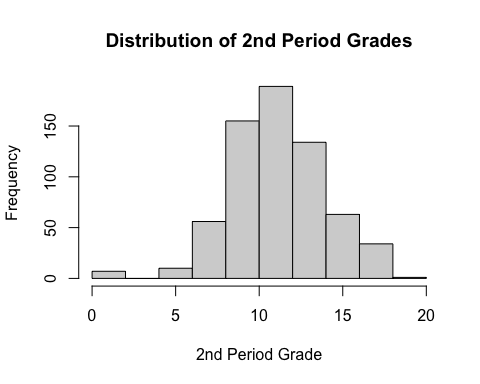 Distribution of 2nd Period Grades
Frequency
150
100
50
0
0 5 10 15 20
2nd Period Grade